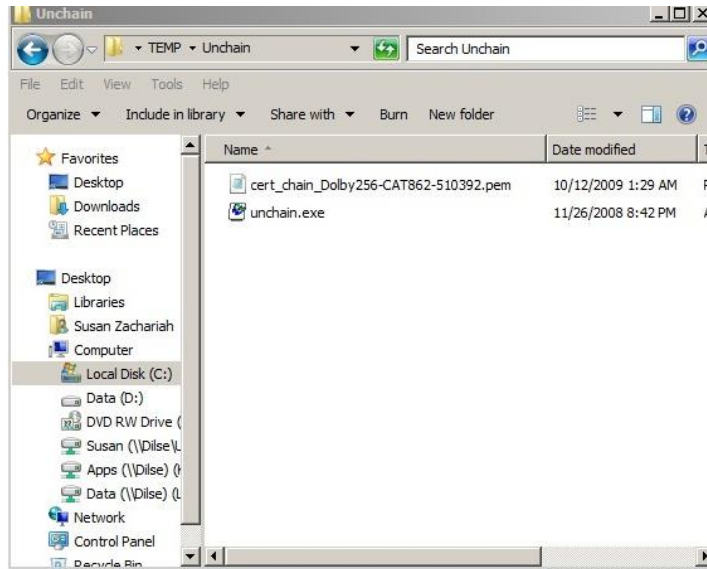 Unchain
TEMP Unchain Search Unchain
File Edit View Tools Help
Organize Include in library Share with Burn New folder
Name Date modified
Favorites
Desktop
Downloads
Recent Places
Desktop
Libraries
Susan Zachariah
Computer
Local Disk (C:)
Data (D:)
DVD RW Drive (
Susan (\\Dilse\
Apps (\\Dilse) (
Data (\\Dilse) (
Network
Control Panel
Recycle Bin
cert_chain_Dolby256-CAT862-510392.pem 10/12/2009 1:29 AM
unchain.exe 11/26/2008 8:42 PM